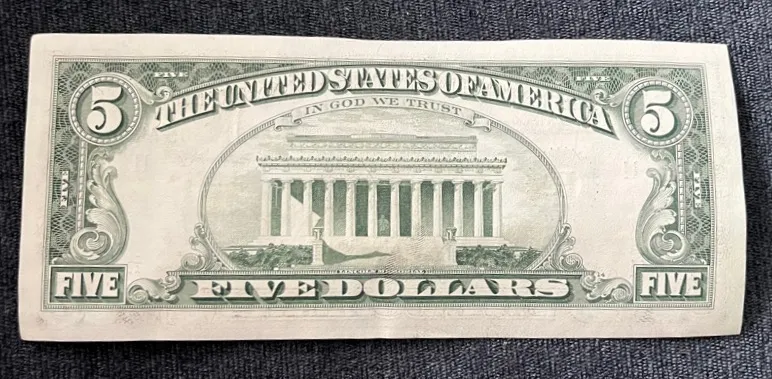 5 FIVE FIVE 5
THE UNITED STATES OF AMERICA
IN GOD WE TRUST
FIVE FIVE
LINCOLN MEMORIAL
FIVE FIVE DOLLARS FIVE